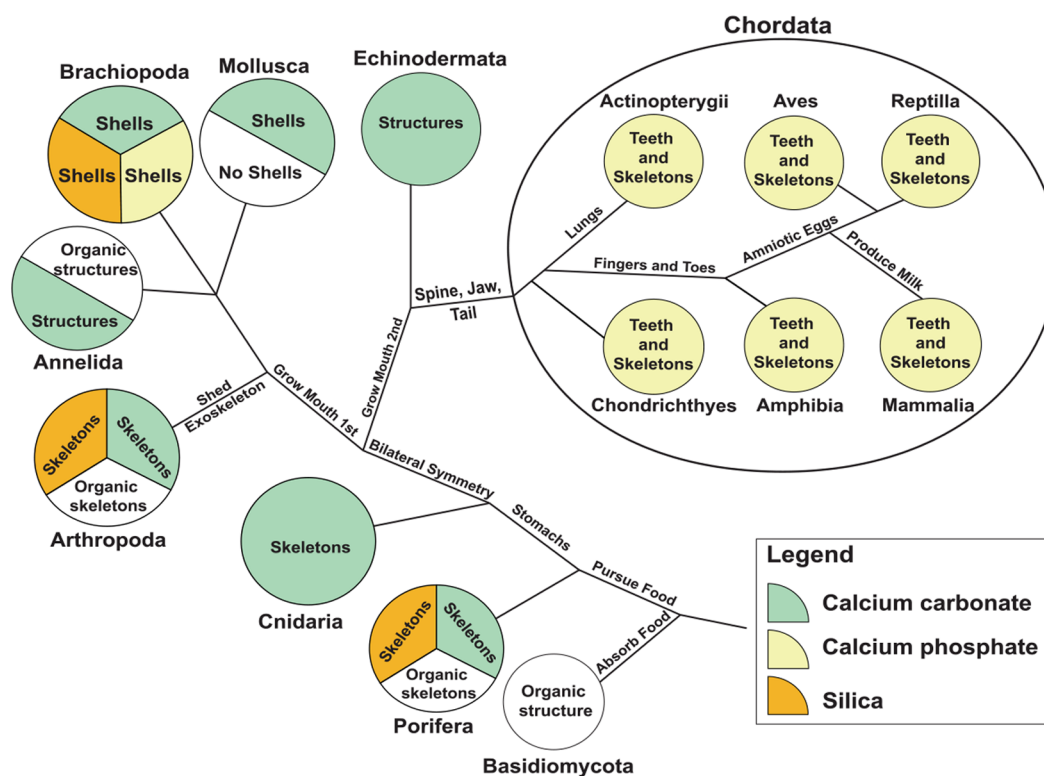 Chordata
Brachiopoda
Mollusca
Echinodermata
Shells
Shells
Shells
Shells
No Shells
Structures
Actinopterygii
Aves
Reptilla
Teeth
and
Skeletons
Teeth
and
Skeletons
Teeth
and
Skeletons
Lungs
Fingers and Toes
Amniotic Eggs
Produce Milk
Organic
structures
Structures
Annelida
Spine, Jaw,
Tail
Teeth
and
Skeletons
Teeth
and
Skeletons
Teeth
and
Skeletons
Chondrichthyes
Amphibia
Mammalia
Shed
Exoskeleton
Grow Mouth 1st
Grow Mouth 2nd
Skeletons
Skeletons
Organic
skeletons
Arthropoda
Bilateral Symmetry
Skeletons
Cnidaria
Stomachs
Pursue Food
Absorb Food
Skeletons
Skeletons
Organic
skeletons
Porifera
Organic
structure
Basidiomycota
Legend
Calcium carbonate
Calcium phosphate
Silica